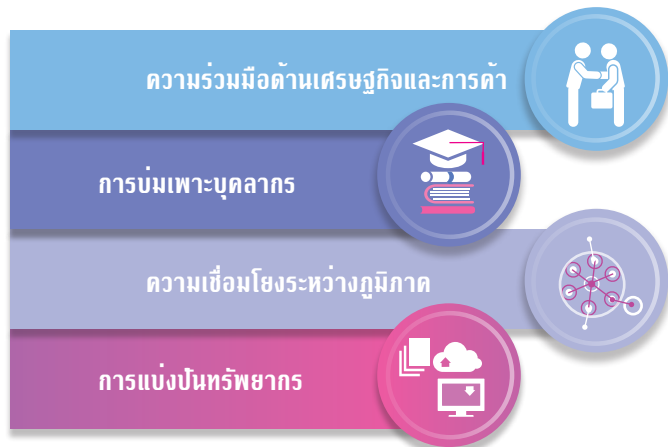 ความร่วมมือด้านเศรษฐกิจและการค้า
การบ่มเพาะบุคลากร
ความเชื่อมโยงระหว่างภูมิภาค
การแบ่งปันทรัพยากร